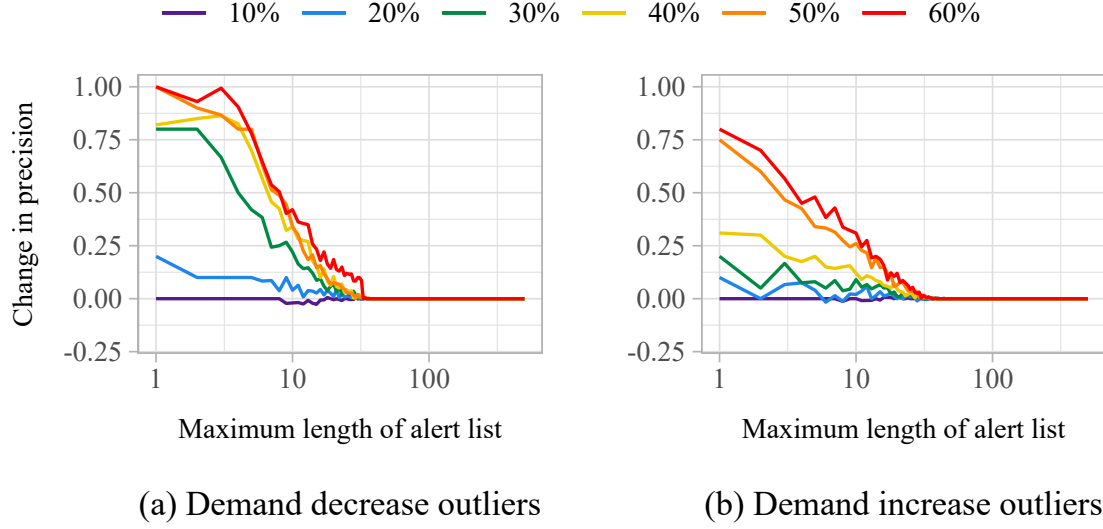 10% 20% 30% 40% 50% 60%
Change in precision
1.00
0.75
0.50
0.25
0.00
-0.25
1 10 100
Maximum length of alert list
(a) Demand decrease outliers
1.00
0.75
0.50
0.25
0.00
-0.25
1 10 100
Maximum length of alert list
(b) Demand increase outliers